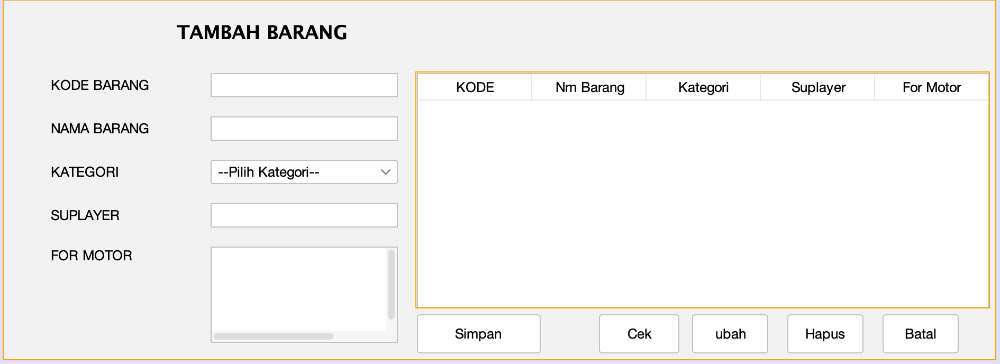 TAMBAH BARANG
KODE BARANG
NAMA BARANG
KATEGORI
--Pilih Kategori--
SUPLAYER
FOR MOTOR
KODE Nm Barang Kategori Suplayer For Motor
Simpan Cek ubah Hapus Batal